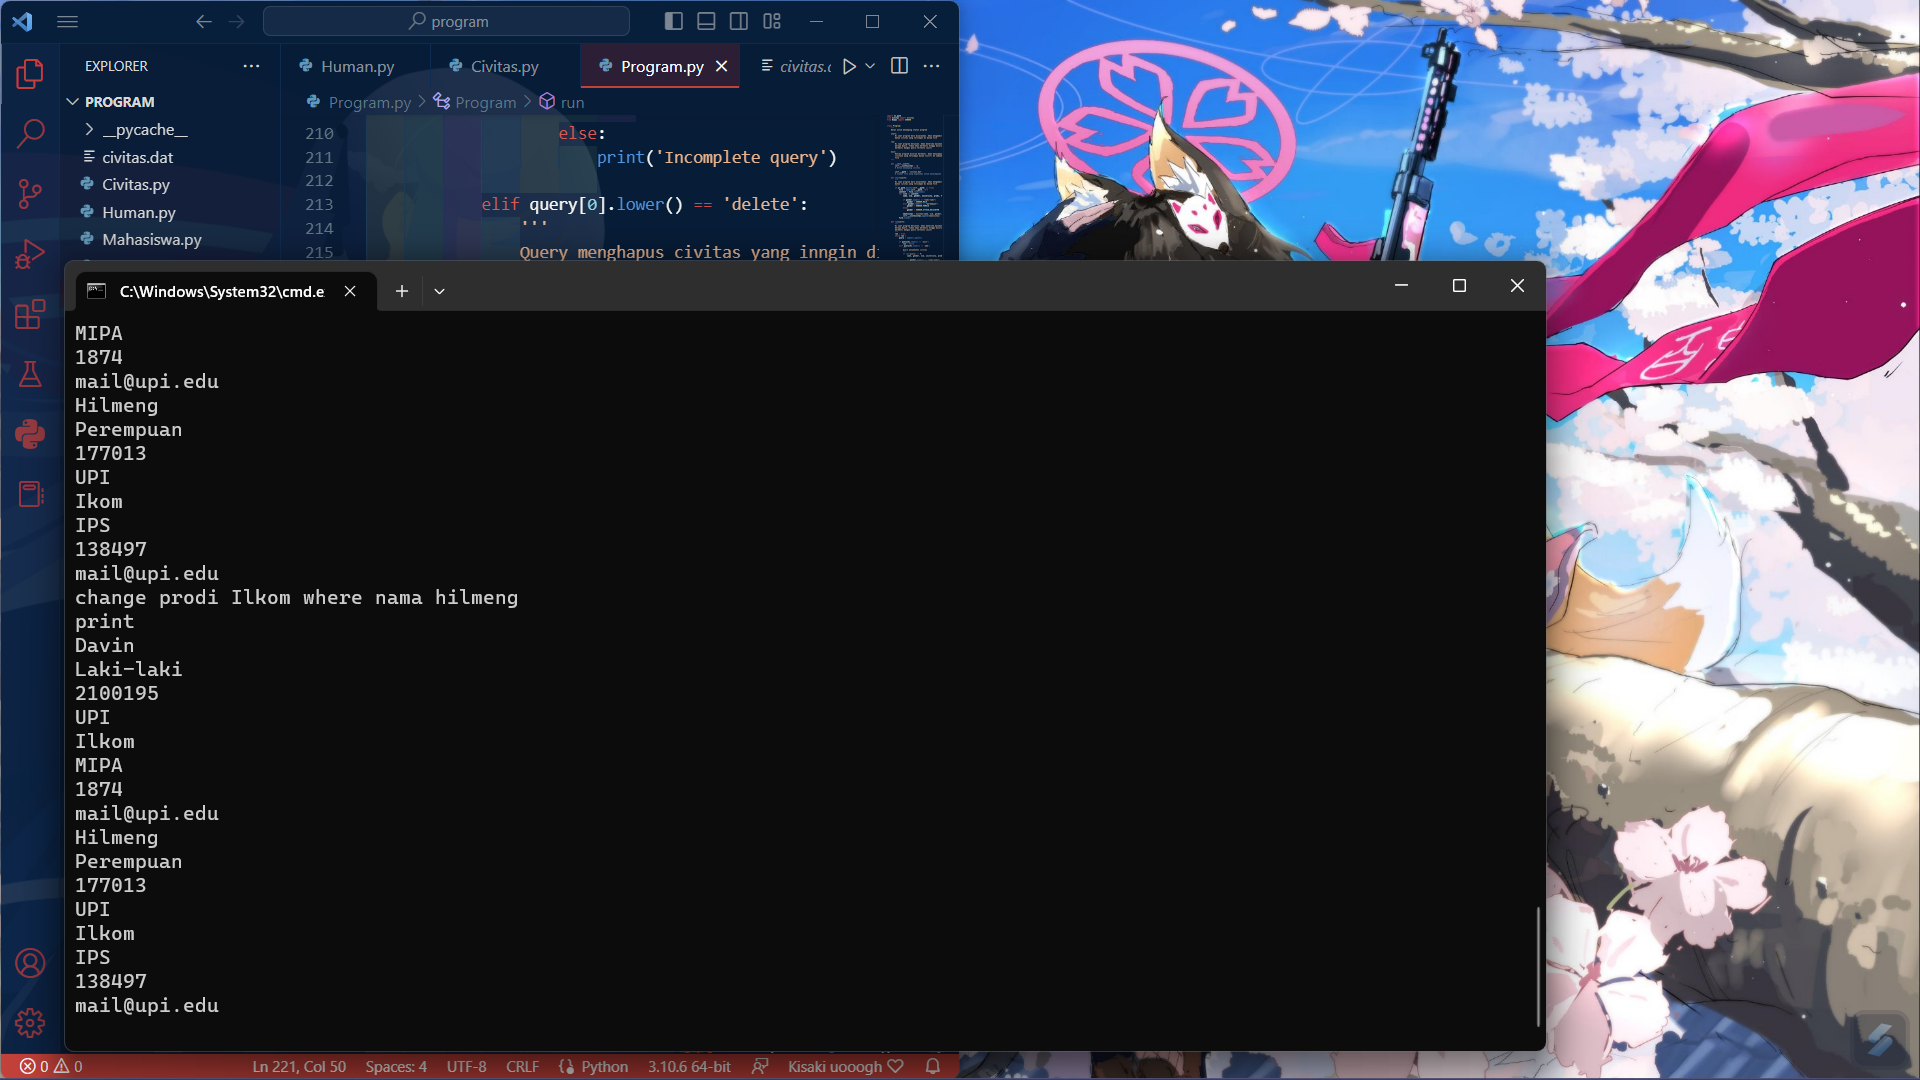 program
EXPLORER
Human.py
Civitas.py
Program.py
civitas.c
PROGRAM
Program.py > Program > run
__pycache__
civitas.dat
Civitas.py
Human.py
Mahasiswa.py
210 else:
211 print('Incomplete query')
212
213 elif query[0].lower() == 'delete':
214 '''
215 Query menghapus civitas yang inngin di
C:\Windows\System32\cmd.e
MIPA
1874
mail@upi.edu
Hilmeng
Perempuan
177013
UPI
Ikom
IPS
138497
mail@upi.edu
change prodi Ilkom where nama hilmeng
print
Davin
Laki-laki
2100195
UPI
Ilkom
MIPA
1874
mail@upi.edu
Hilmeng
Perempuan
177013
UPI
Ilkom
IPS
138497
mail@upi.edu
0 0 Ln 221, Col 50 Spaces: 4 UTF-8 CRLF Python 3.10.6 64-bit Kisaki uooogh